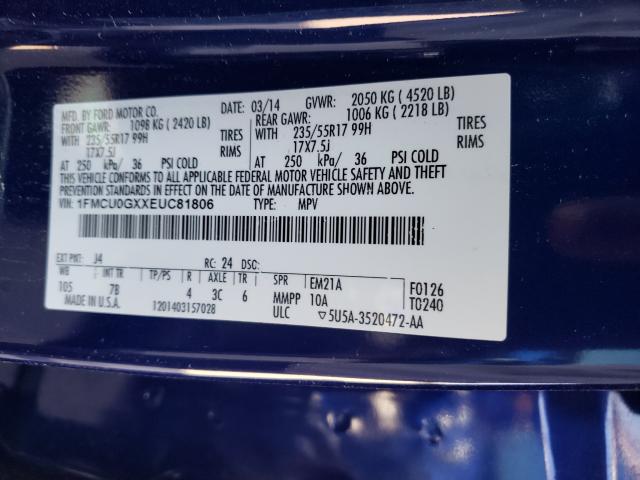 MFD. BY FORD MOTOR CO.
DATE: 03/14 GVWR: 2050 KG ( 4520 LB)
FRONT GAWR: 1098 KG ( 2420 LB) REAR GAWR: 1006 KG ( 2218 LB)
WITH 235/55R17 99H TIRES WITH 235/55R17 99H TIRES
17X7.5J RIMS 17X7.5J RIMS
AT 250 kPa/ 36 PSI COLD AT 250 kPa/ 36 PSI COLD
THIS VEHICLE CONFORMS TO ALL APPLICABLE FEDERAL MOTOR VEHICLE SAFETY AND THEFT
PREVENTION STANDARDS IN EFFECT ON THE DATE OF MANUFACTURE SHOWN ABOVE.
VIN: 1FMCU0GXXEUC81806 TYPE: MPV
EXT PNT: J4 RC: 24 DSO:
WB INT TR TP/PS R AXLE TR SPR EM21A F0126
105 7B 4 3C 6 MMPP 10A T0240
MADE IN U.S.A. 1201403157028 ULC ▽5U5A-3520472-AA